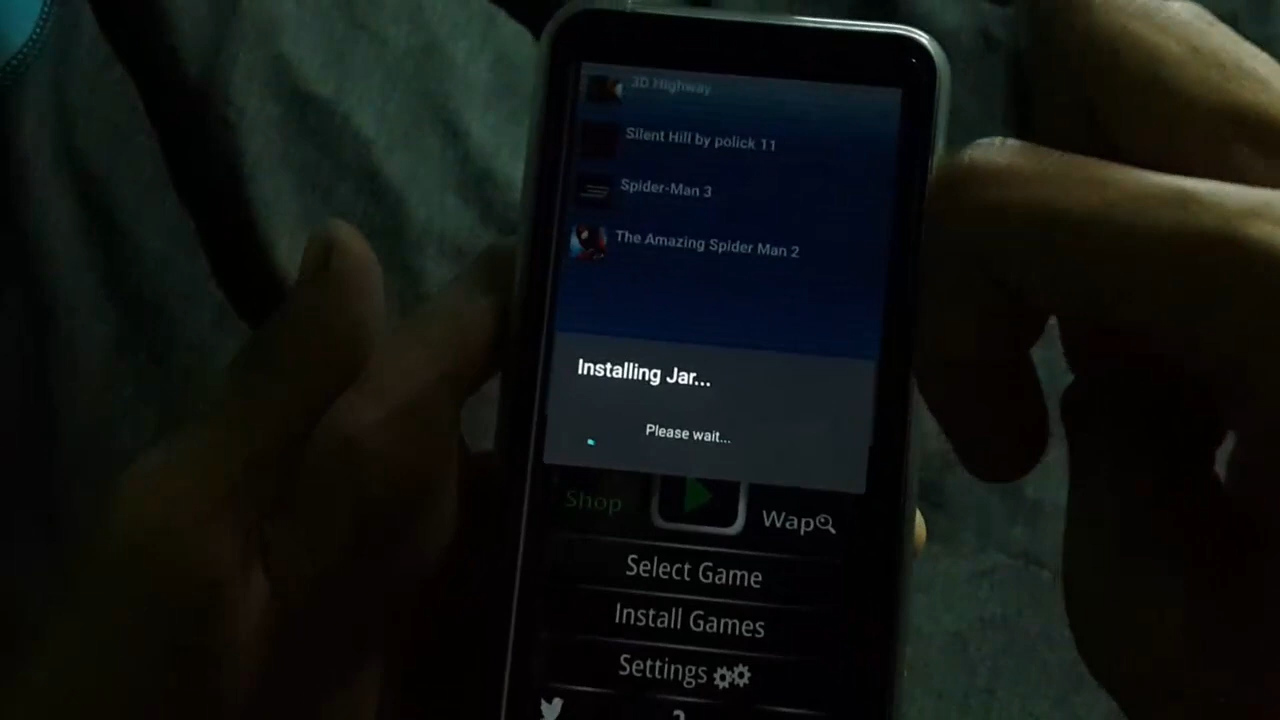 3D Highway
Silent Hill by polick 11
Spider-Man 3
The Amazing Spider Man 2
Installing Jar...
Please wait...
Shop
Wap
Select Game
Install Games
Settings
?